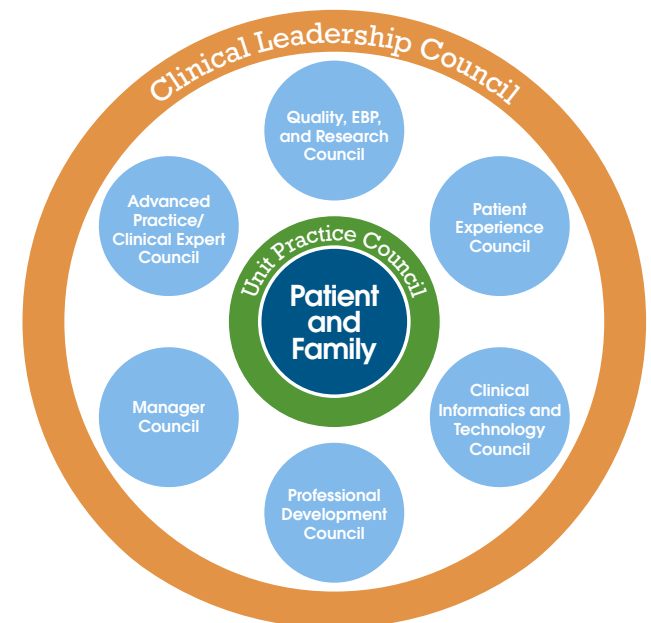 Clinical Leadership Council
Quality, EBP,
and Research
Council
Advanced
Practice/
Clinical Expert
Council
Patient
Experience
Council
Unit Practice Council
Patient
and
Family
Manager
Council
Clinical
Informatics and
Technology
Council
Professional
Development
Council